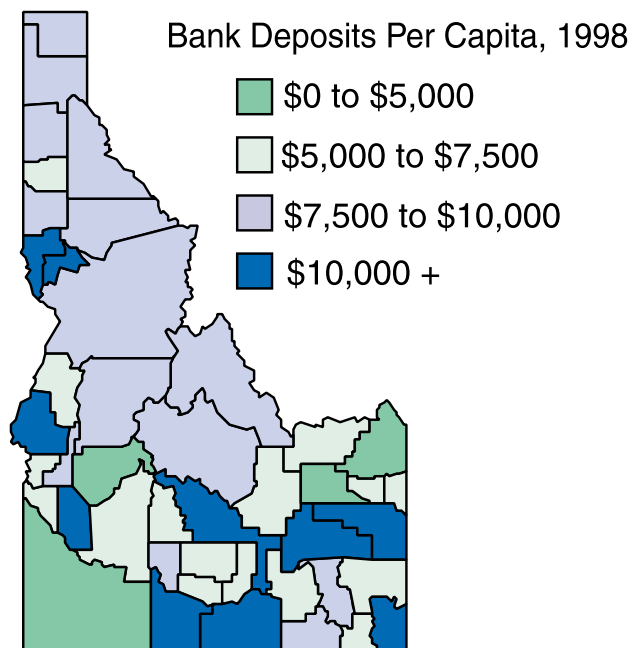 Bank Deposits Per Capita, 1998
$0 to $5,000
$5,000 to $7,500
$7,500 to $10,000
$10,000 +